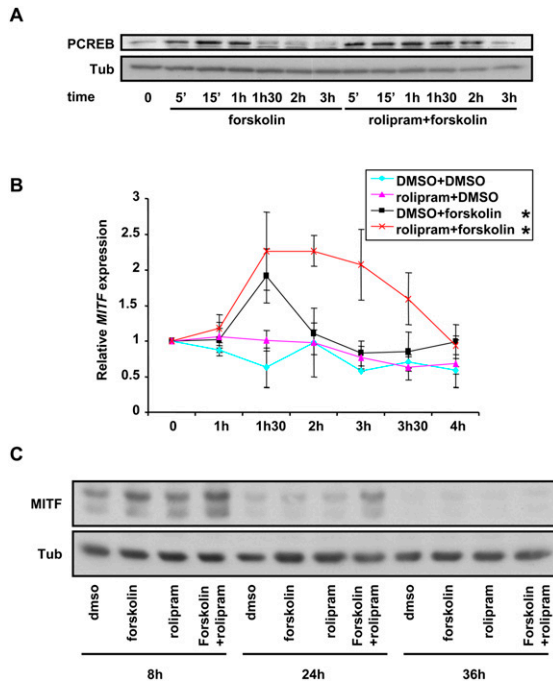 A
PCREB
Tub
time 0 5' 15' 1h 1h30 2h 3h 5' 15' 1h 1h30 2h 3h
forskolin rolipram+forskolin
B
DMSO+DMSO
rolipram+DMSO
DMSO+forskolin *
rolipram+forskolin *
Relative MITF expression
3
2.5
2
1.5
1
0.5
0
0 1h 1h30 2h 3h 3h30 4h
C
MITF
Tub
dmso
forskolin
rolipram
Forskolin
+rolipram
dmso
forskolin
rolipram
Forskolin
+rolipram
dmso
forskolin
rolipram
Forskolin
+rolipram
8h 24h 36h